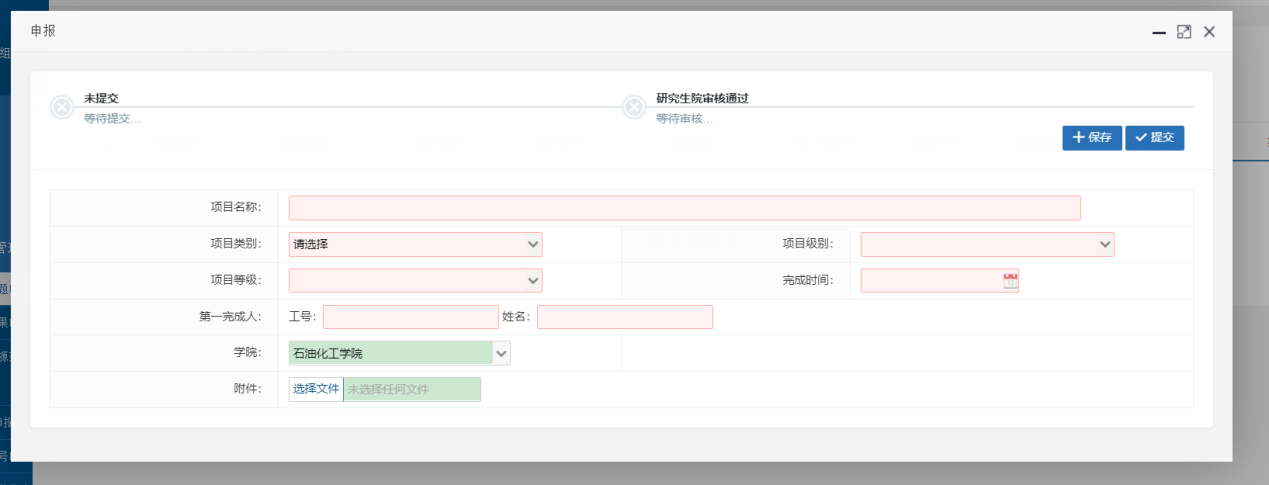 申报
组
未提交
等待提交...
研究生院审核通过
等待审核...
保存
提交
项目名称：
项目类别：
请选择
项目级别：
项目等级：
完成时间：
第一完成人：
工号：
姓名：
学院：
石油化工学院
附件：
选择文件
未选择任何文件